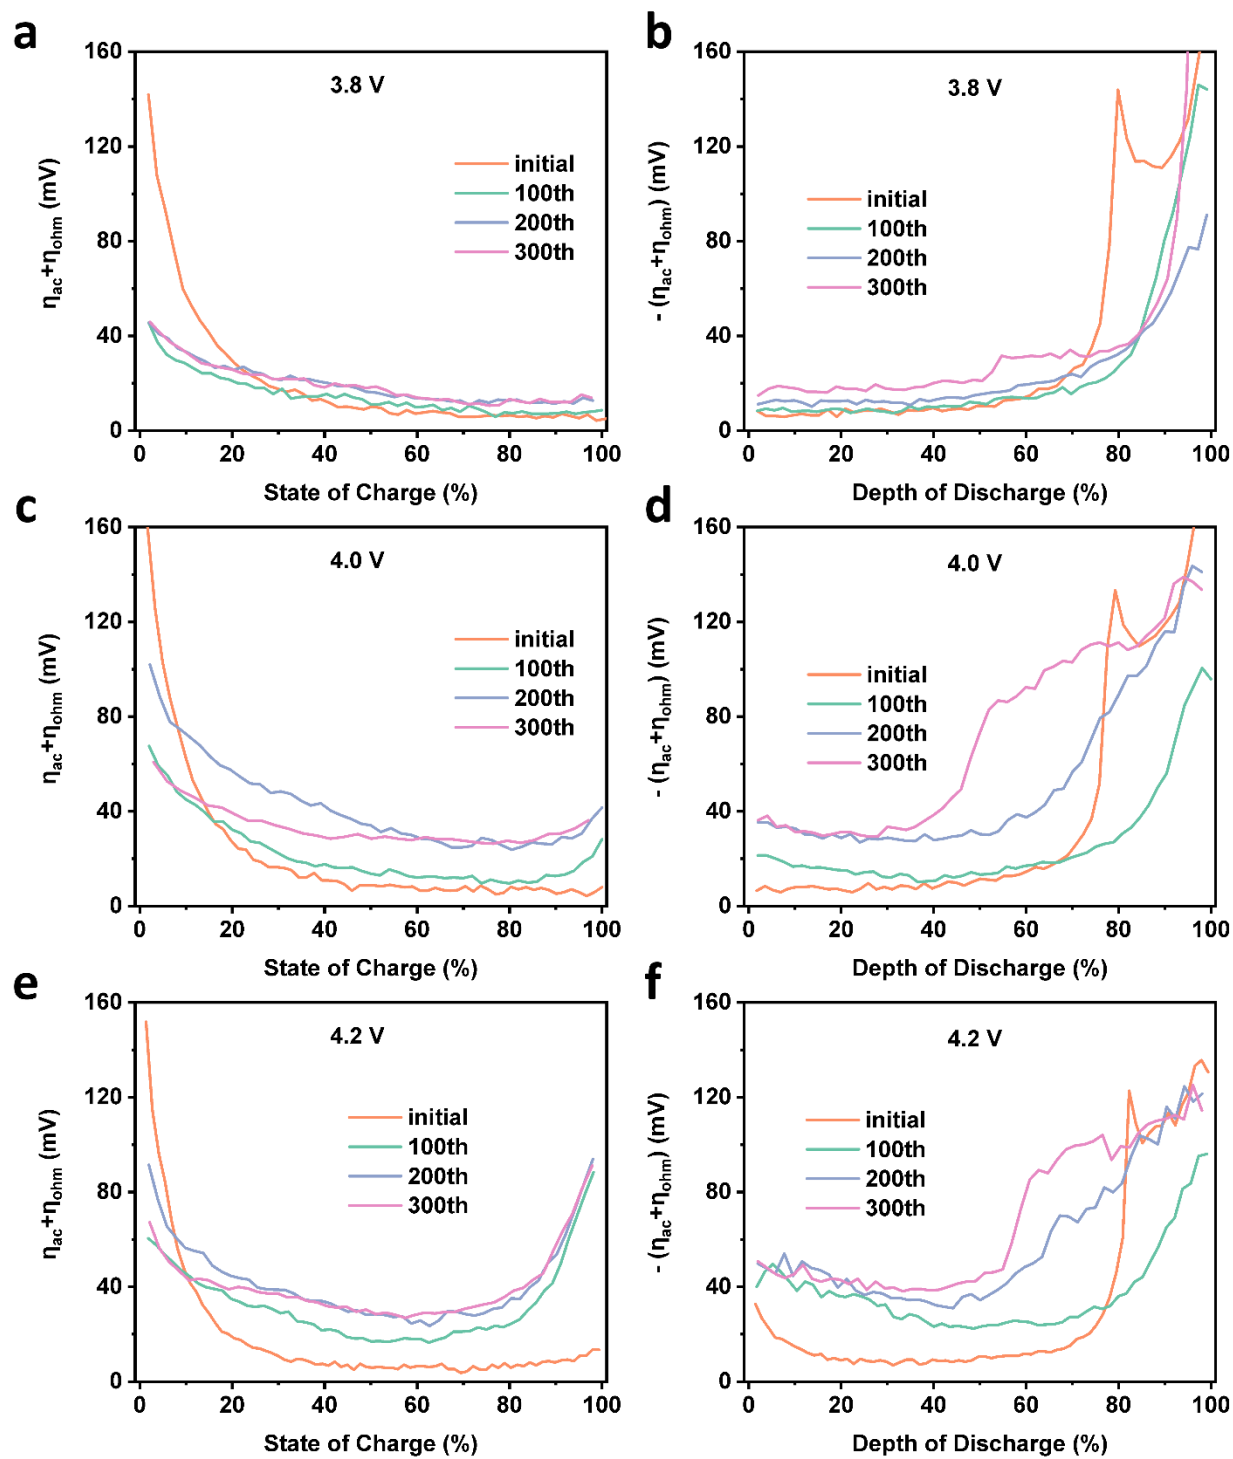 a
160
120
80
40
0
ηac+ηohm (mV)
3.8 V
initial
100th
200th
300th
0 20 40 60 80 100
State of Charge (%)
b
160
120
80
40
0
- (ηac+ηohm) (mV)
3.8 V
initial
100th
200th
300th
0 20 40 60 80 100
Depth of Discharge (%)
c
160
120
80
40
0
ηac+ηohm (mV)
4.0 V
initial
100th
200th
300th
0 20 40 60 80 100
State of Charge (%)
d
160
120
80
40
0
- (ηac+ηohm) (mV)
4.0 V
initial
100th
200th
300th
0 20 40 60 80 100
Depth of Discharge (%)
e
160
120
80
40
0
ηac+ηohm (mV)
4.2 V
initial
100th
200th
300th
0 20 40 60 80 100
State of Charge (%)
f
160
120
80
40
0
- (ηac+ηohm) (mV)
4.2 V
initial
100th
200th
300th
0 20 40 60 80 100
Depth of Discharge (%)